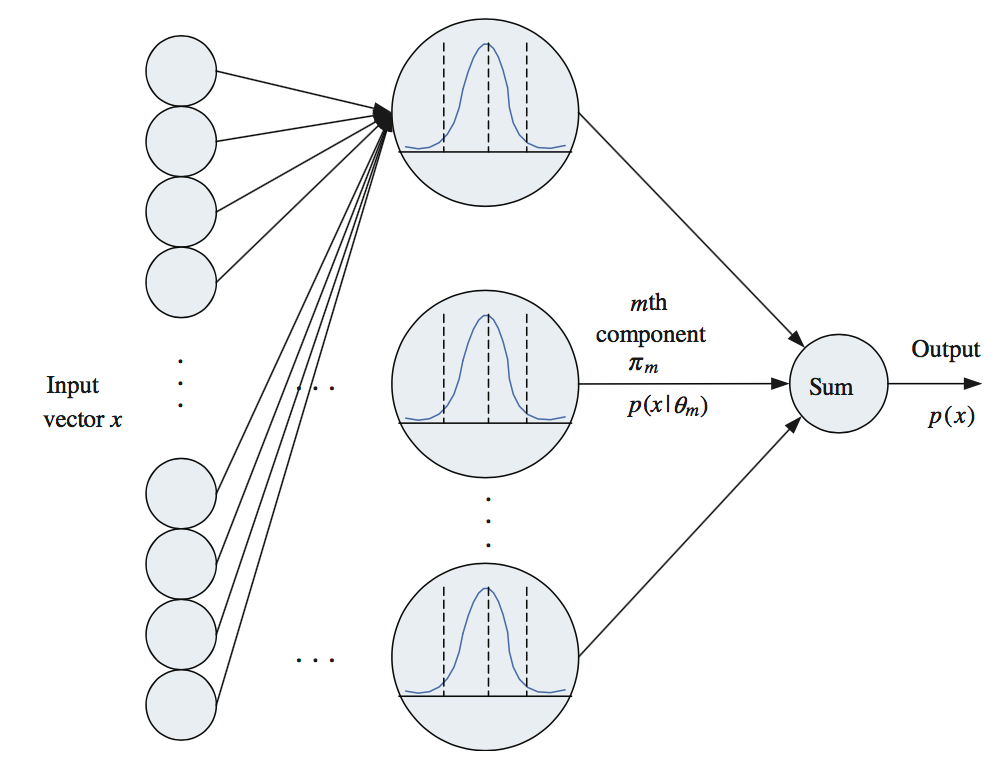 Input
vector x
mth
component
πₘ
p(x|θₘ)
Sum
Output
p(x)